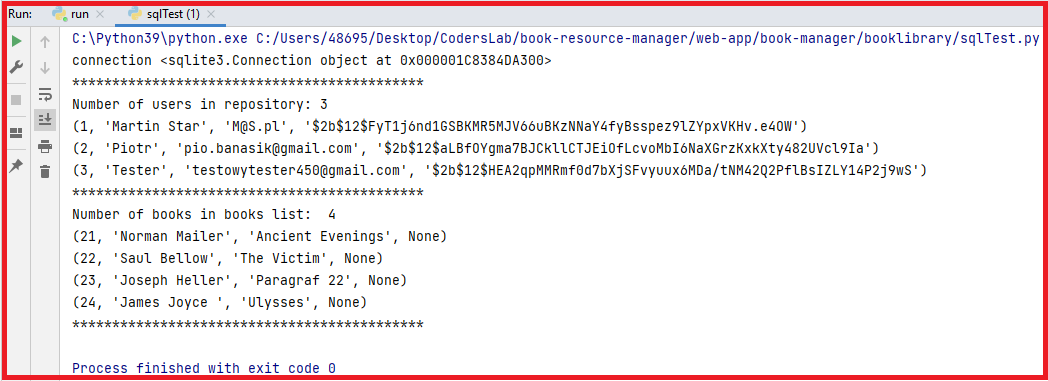 Run: run × sqlTest (1) ×
C:\Python39\python.exe C:/Users/48695/Desktop/CodersLab/book-resource-manager/web-app/book-manager/booklibrary/sqlTest.py
connection <sqlite3.Connection object at 0x000001C8384DA300>
********************************************
Number of users in repository: 3
(1, 'Martin Star', 'M@S.pl', '$2b$12$FyT1j6nd1GSBKMR5MJV66uBKzNNaY4fyBsspez9lZYpxVKHv.e4OW')
(2, 'Piotr', 'pio.banasik@gmail.com', '$2b$12$aLBfOYgma7BJCkllCTJEiOfLcvoMbI6NaXGrzKxkXty482UVcl9Ia')
(3, 'Tester', 'testowytester450@gmail.com', '$2b$12$HEA2qpMMRmf0d7bXjSFvyuux6MDa/tNM42Q2PflBsIZLY14P2j9wS')
********************************************
Number of books in books list:  4
(21, 'Norman Mailer', 'Ancient Evenings', None)
(22, 'Saul Bellow', 'The Victim', None)
(23, 'Joseph Heller', 'Paragraf 22', None)
(24, 'James Joyce ', 'Ulysses', None)
********************************************
Process finished with exit code 0